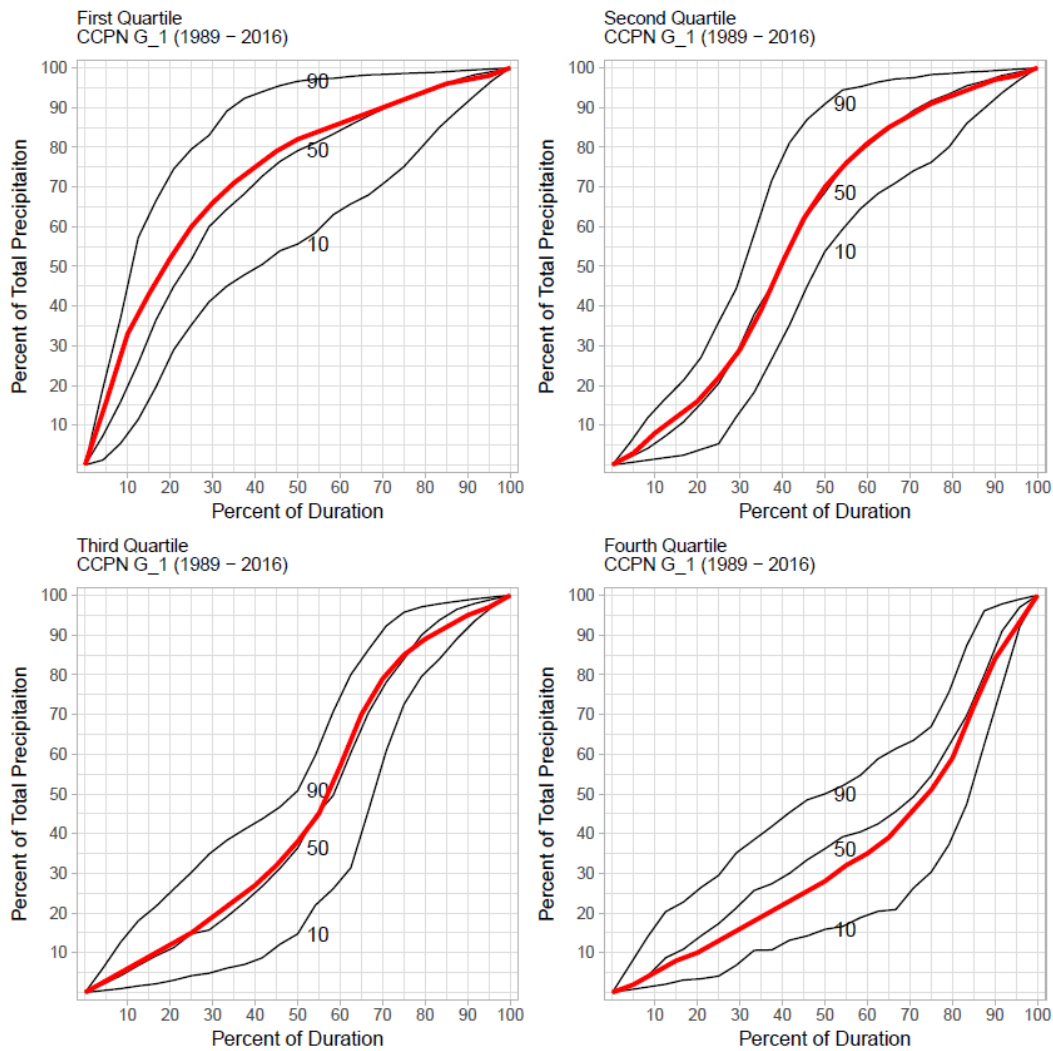 First Quartile
CCPN G_1 (1989 − 2016)
100
90
80
70
60
50
40
30
20
10
90
50
10
Percent of Total Precipitaiton
10 20 30 40 50 60 70 80 90 100
Percent of Duration
Second Quartile
CCPN G_1 (1989 − 2016)
100
90
80
70
60
50
40
30
20
10
90
50
10
Percent of Total Precipitaiton
10 20 30 40 50 60 70 80 90 100
Percent of Duration
Third Quartile
CCPN G_1 (1989 − 2016)
100
90
80
70
60
50
40
30
20
10
90
50
10
Percent of Total Precipitaiton
10 20 30 40 50 60 70 80 90 100
Percent of Duration
Fourth Quartile
CCPN G_1 (1989 − 2016)
100
90
80
70
60
50
40
30
20
10
90
50
10
Percent of Total Precipitaiton
10 20 30 40 50 60 70 80 90 100
Percent of Duration